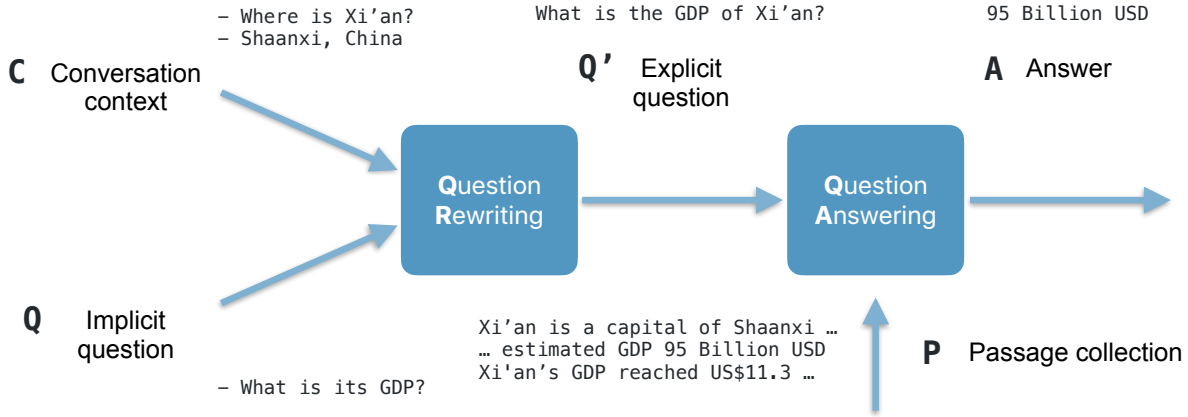 – Where is Xi’an?
– Shaanxi, China
What is the GDP of Xi’an?
95 Billion USD
C Conversation
context
Q’ Explicit
question
A Answer
Question
Rewriting
Question
Answering
Q Implicit
question
– What is its GDP?
Xi’an is a capital of Shaanxi …
… estimated GDP 95 Billion USD
Xi'an’s GDP reached US$11.3 …
P Passage collection